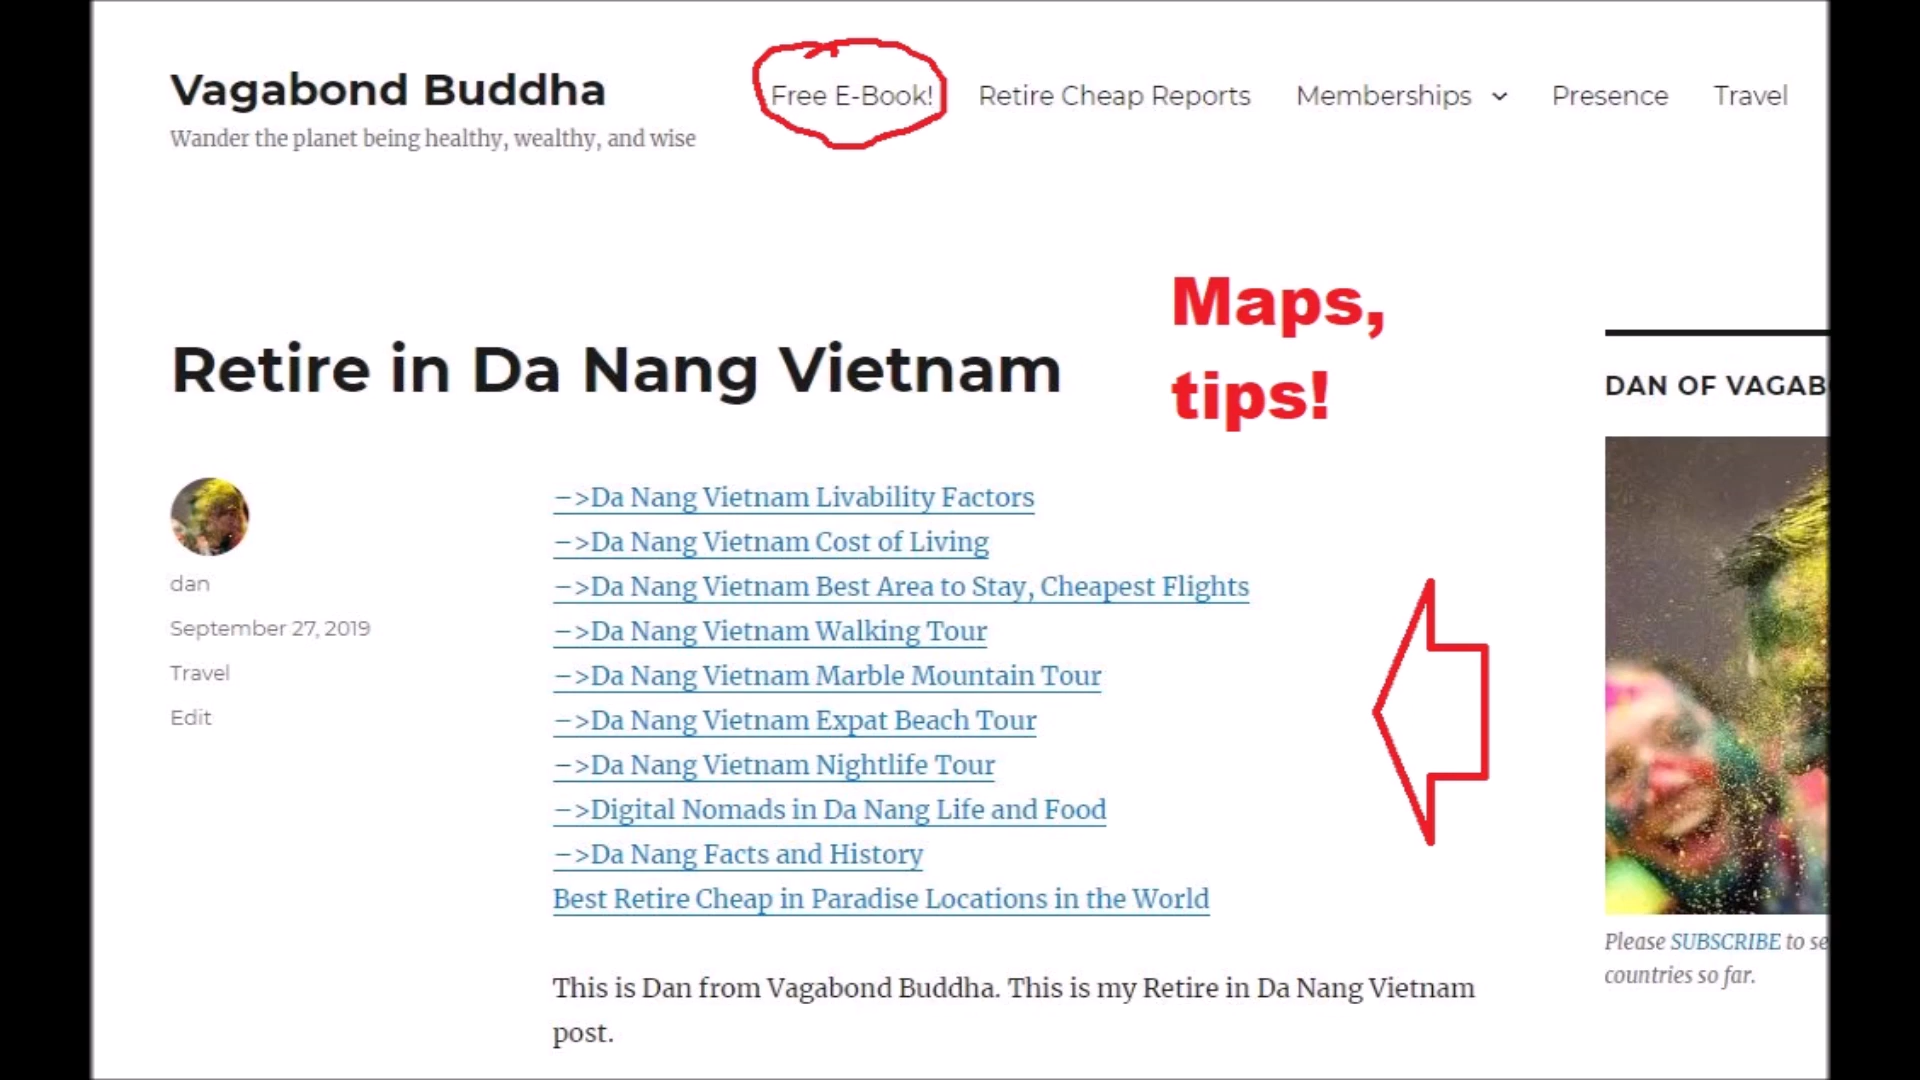 Vagabond Buddha
Wander the planet being healthy, wealthy, and wise
Free E-Book!
Retire Cheap Reports
Memberships
Presence
Travel
Maps,
tips!
Retire in Da Nang Vietnam
dan
September 27, 2019
Travel
Edit
–>Da Nang Vietnam Livability Factors
–>Da Nang Vietnam Cost of Living
–>Da Nang Vietnam Best Area to Stay, Cheapest Flights
–>Da Nang Vietnam Walking Tour
–>Da Nang Vietnam Marble Mountain Tour
–>Da Nang Vietnam Expat Beach Tour
–>Da Nang Vietnam Nightlife Tour
–>Digital Nomads in Da Nang Life and Food
–>Da Nang Facts and History
Best Retire Cheap in Paradise Locations in the World
This is Dan from Vagabond Buddha. This is my Retire in Da Nang Vietnam
post.
DAN OF VAGAB
Please SUBSCRIBE to se
countries so far.